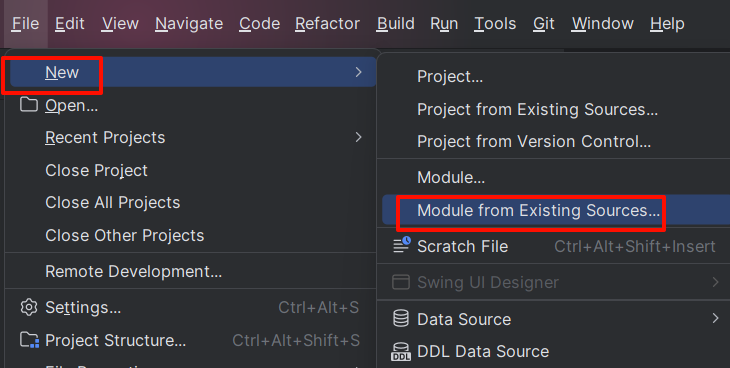 File Edit View Navigate Code Refactor Build Run Tools Git Window Help
New
Open...
Recent Projects
Close Project
Close All Projects
Close Other Projects
Remote Development...
Settings... Ctrl+Alt+S
Project Structure... Ctrl+Alt+Shift+S
Project...
Project from Existing Sources...
Project from Version Control...
Module...
Module from Existing Sources...
Scratch File Ctrl+Alt+Shift+Insert
Swing UI Designer
Data Source
DDL DDL Data Source